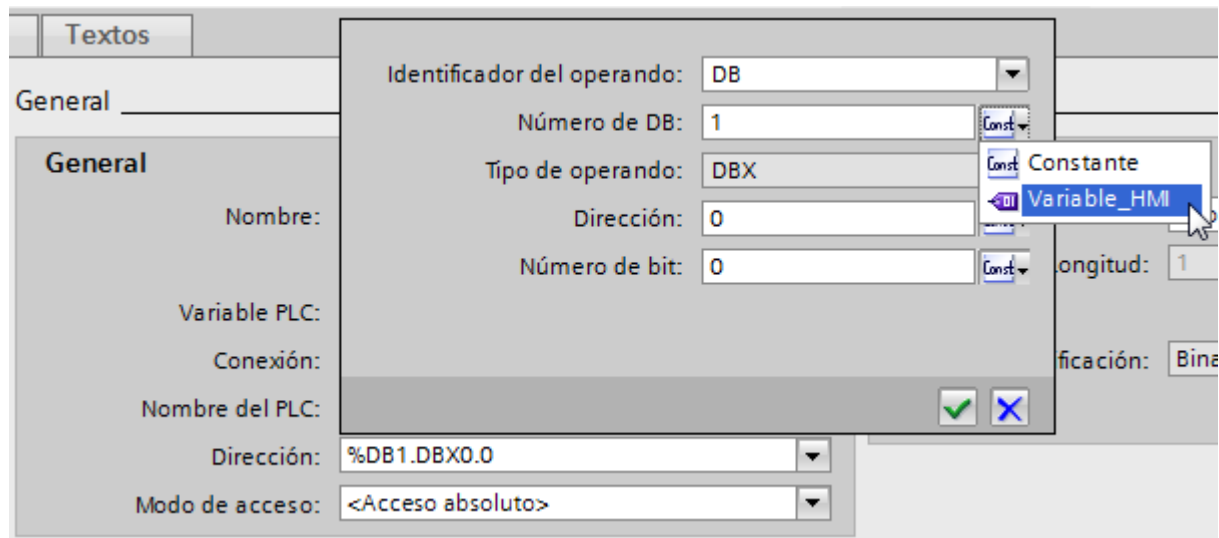 Textos
General
General
Nombre:
Variable PLC:
Conexión:
Nombre del PLC:
Dirección: %DB1.DBX0.0
Modo de acceso: <Acceso absoluto>
Identificador del operando: DB
Número de DB: 1 Const
Tipo de operando: DBX
Dirección: 0
Número de bit: 0 Const
Const Constante
Variable_HMI
Longitud: 1